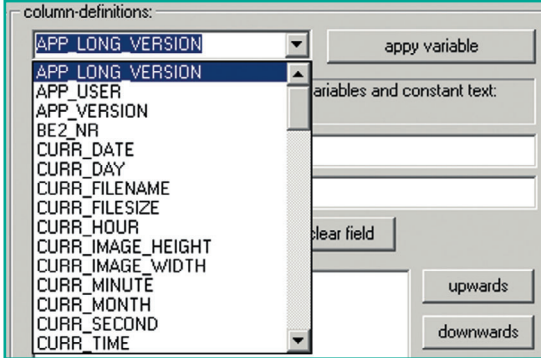 column-definitions:
APP_LONG_VERSION
appy variable
APP_LONG_VERSION
APP_USER
ariables and constant text:
APP_VERSION
BE2_NR
CURR_DATE
CURR_DAY
CURR_FILENAME
CURR_FILESIZE
CURR_HOUR
clear field
CURR_IMAGE_HEIGHT
CURR_IMAGE_WIDTH
CURR_MINUTE
upwards
CURR_MONTH
CURR_SECOND
downwards
CURR_TIME